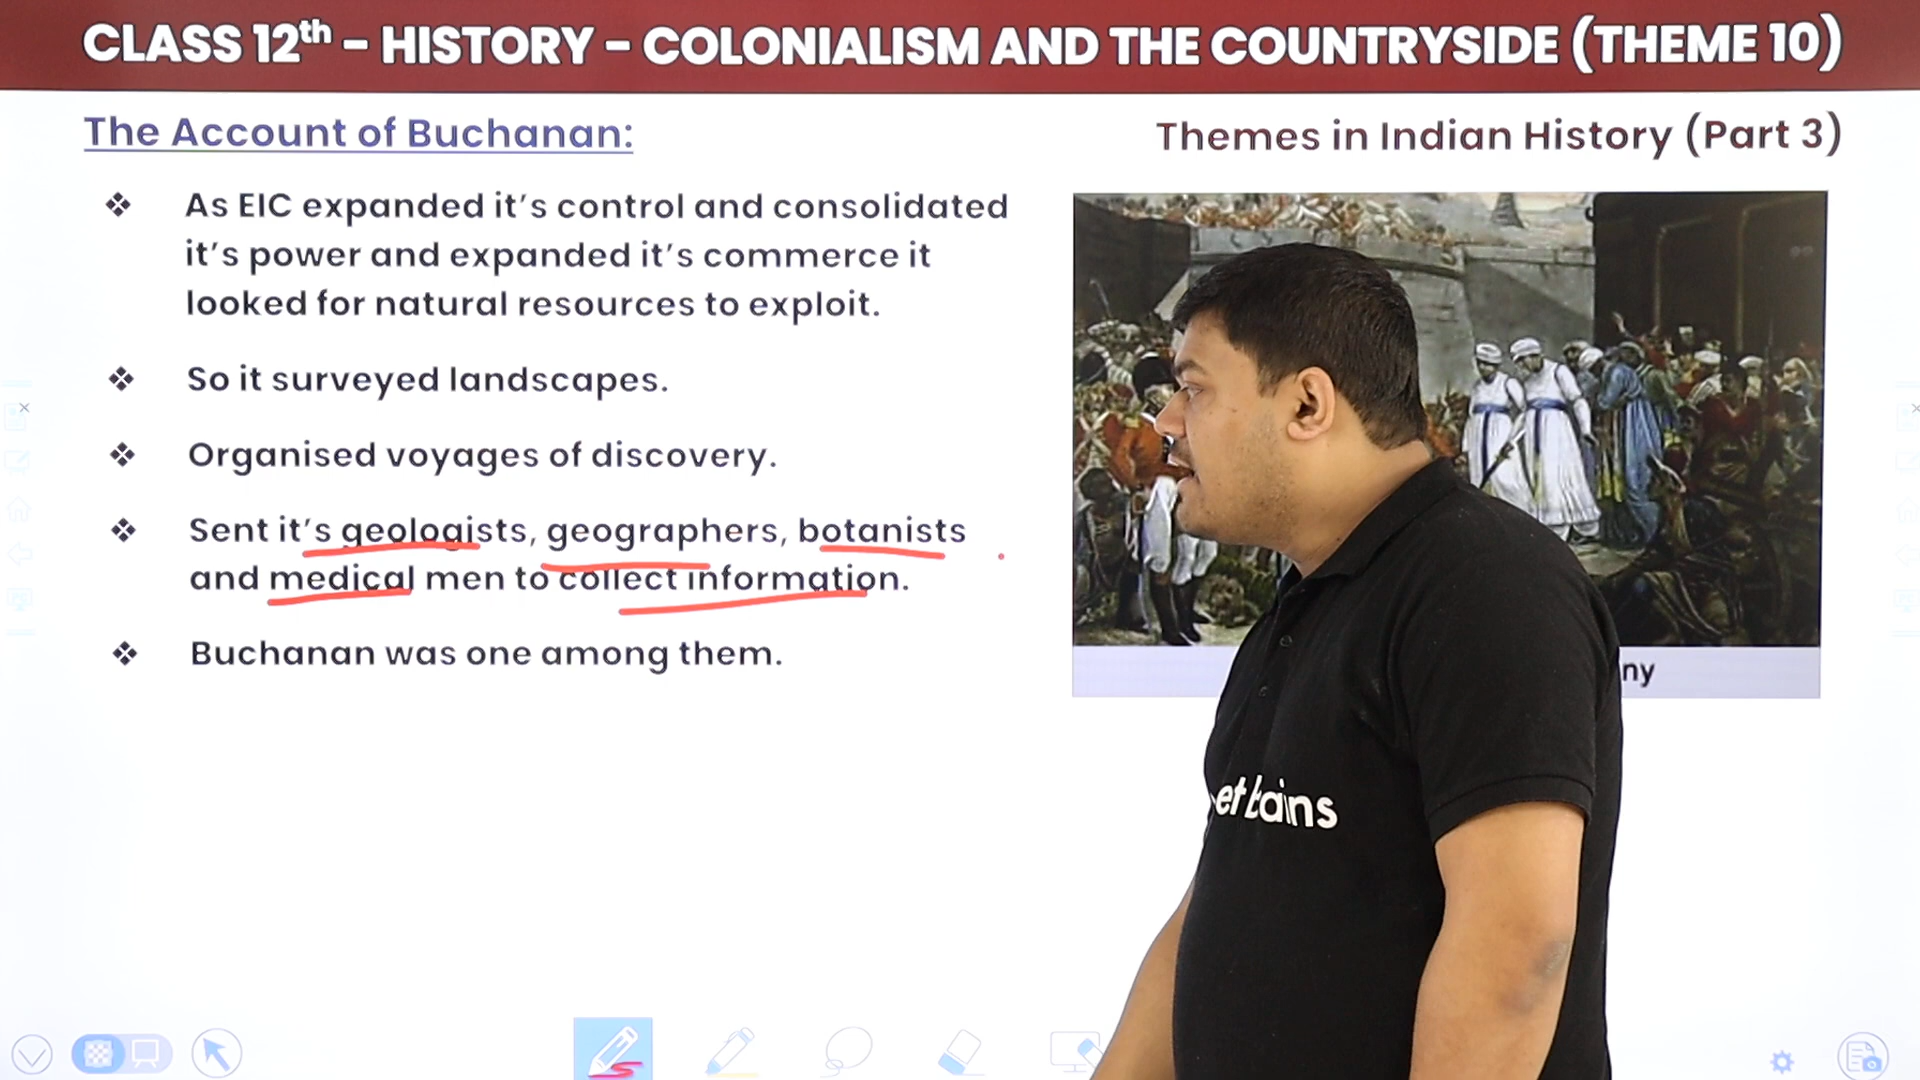 CLASS 12th – HISTORY – COLONIALISM AND THE COUNTRYSIDE (THEME 10)
The Account of Buchanan:
Themes in Indian History (Part 3)
❖ As EIC expanded it's control and consolidated
it's power and expanded it's commerce it
looked for natural resources to exploit.
❖ So it surveyed landscapes.
❖ Organised voyages of discovery.
❖ Sent it's geologists, geographers, botanists
and medical men to collect information.
❖ Buchanan was one among them.
ny
et brains